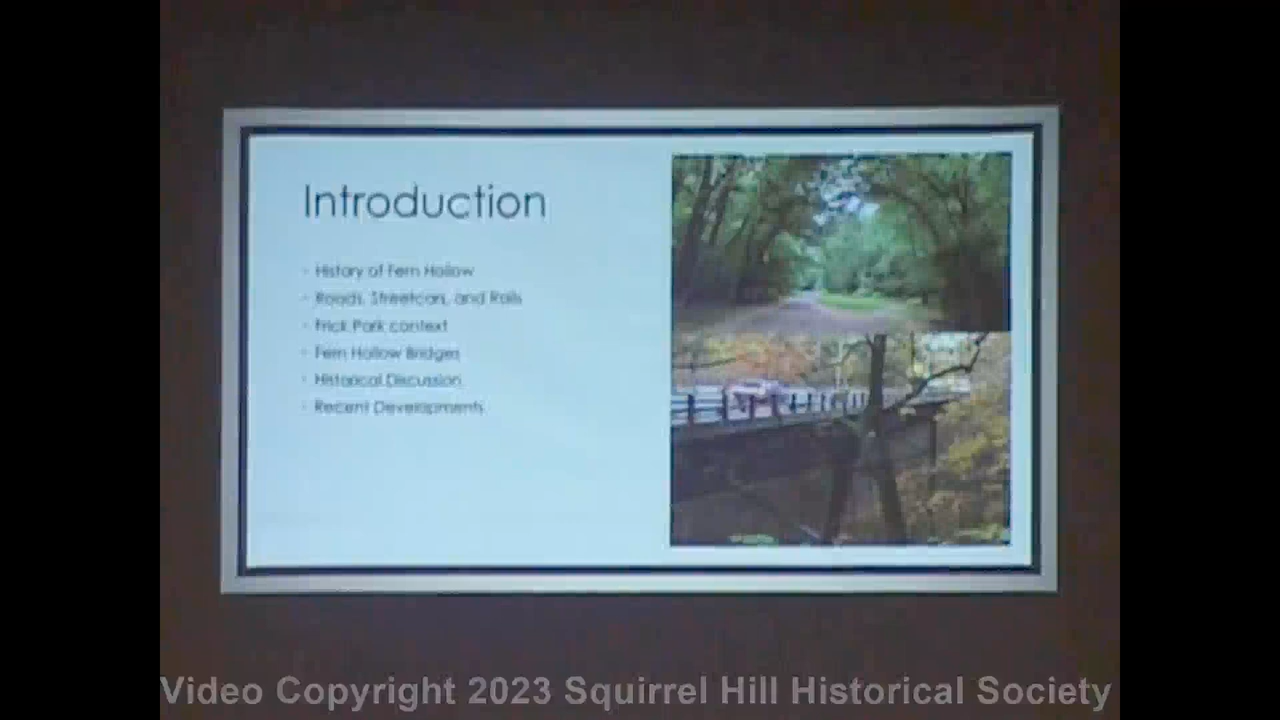 Introduction
History of Fern Hollow
Roads, Streetcars, and Rails
Frick Park context
Fern Hollow Bridges
Historical Discussion
Recent Developments
Video Copyright 2023 Squirrel Hill Historical Society